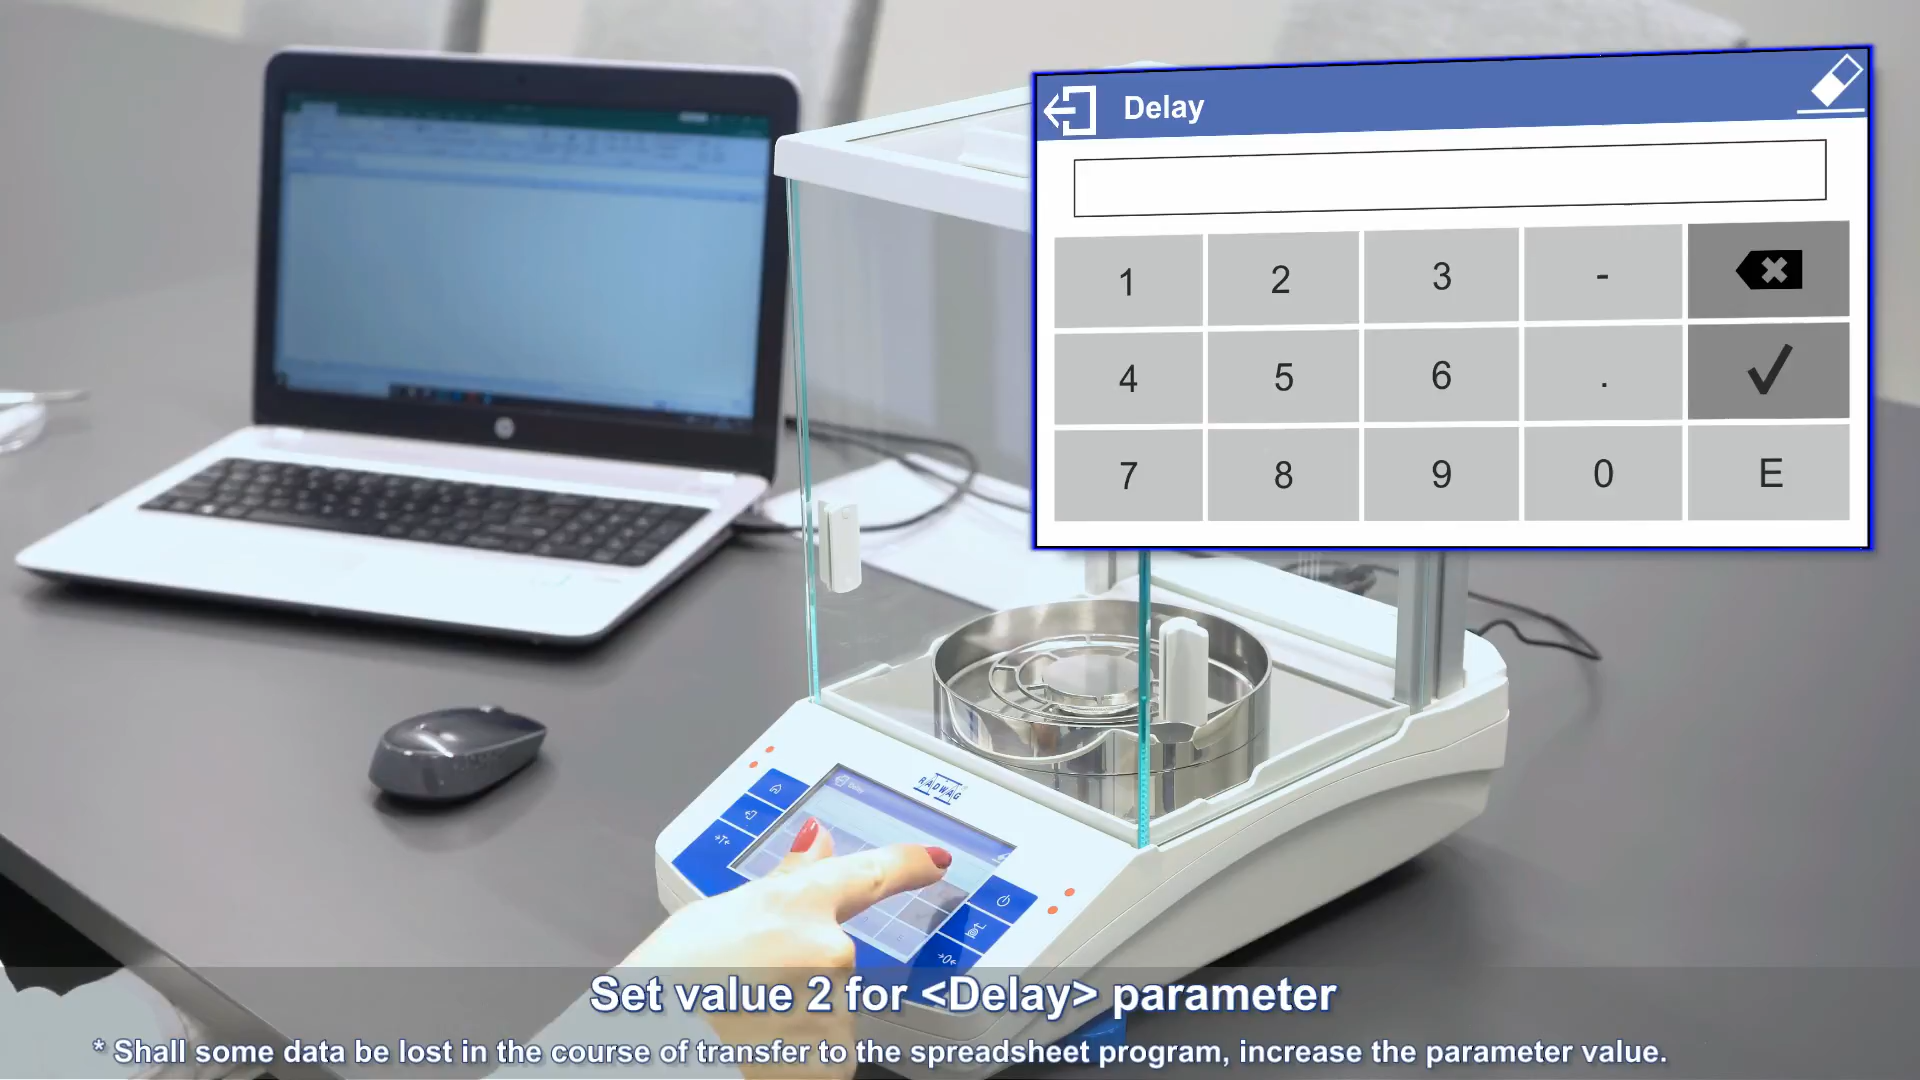 Delay
1 2 3 -
4 5 6 .
7 8 9 0 E
RADWAG
Delay
Set value 2 for <Delay> parameter
* Shall some data be lost in the course of transfer to the spreadsheet program, increase the parameter value.